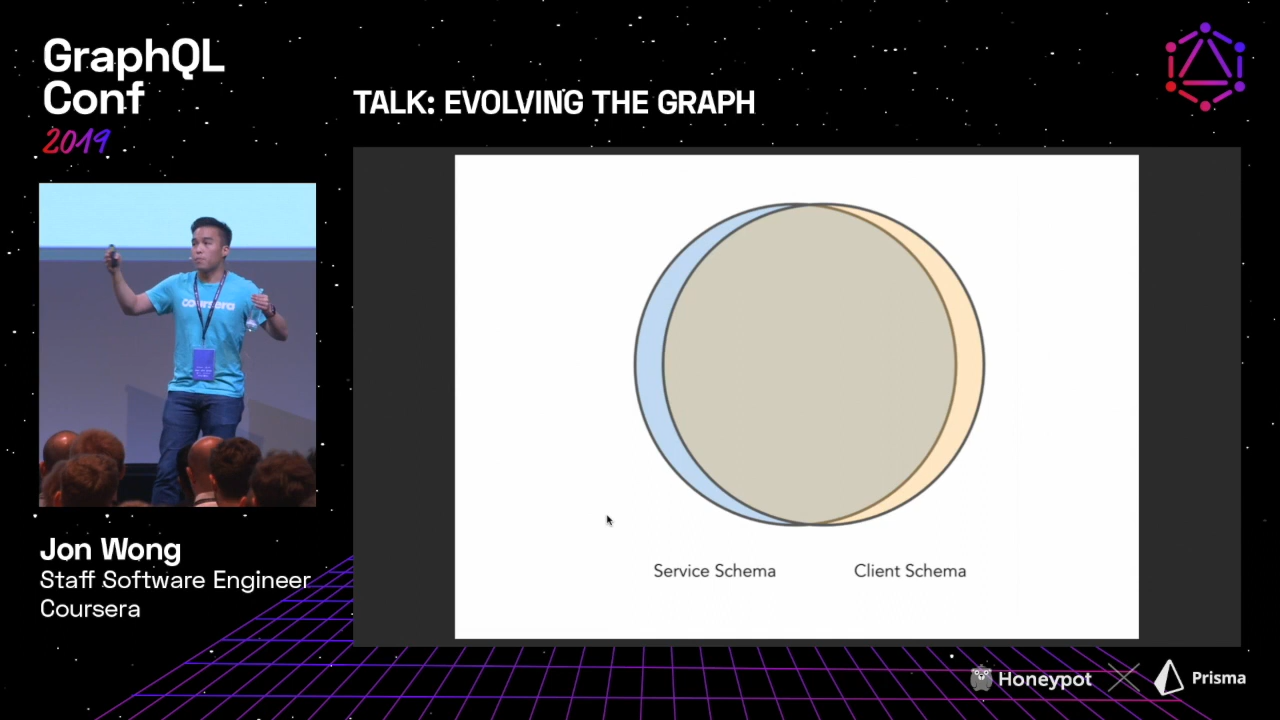 GraphQL
Conf
2019
TALK: EVOLVING THE GRAPH
coursera
Service Schema
Client Schema
Jon Wong
Staff Software Engineer
Coursera
Honeypot
Prisma